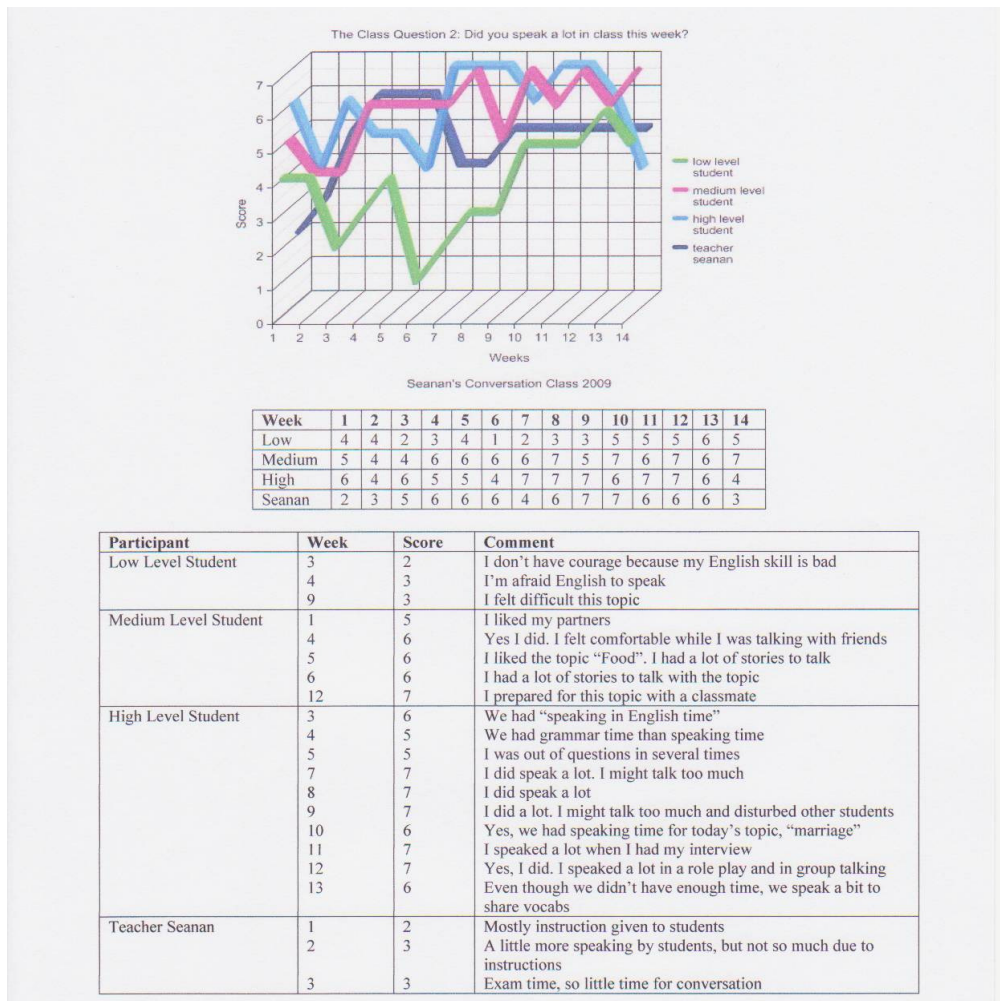 The Class Question 2: Did you speak a lot in class this week?
7
6
5
4
3
2
1
0
Score
1 2 3 4 5 6 7 8 9 10 11 12 13 14
Weeks
low level
student
medium level
student
high level
student
teacher
seanan
Seanan's Conversation Class 2009
Week 1 2 3 4 5 6 7 8 9 10 11 12 13 14
Low 4 4 2 3 4 1 2 3 3 5 5 5 6 5
Medium 5 4 4 6 6 6 6 7 5 7 6 7 6 7
High 6 4 6 5 5 4 7 7 7 6 7 7 6 4
Seanan 2 3 5 6 6 6 4 6 7 7 6 6 6 3
Participant Week Score Comment
Low Level Student 3 2 I don't have courage because my English skill is bad
4 3 I'm afraid English to speak
9 3 I felt difficult this topic
Medium Level Student 1 5 I liked my partners
4 6 Yes I did. I felt comfortable while I was talking with friends
5 6 I liked the topic "Food". I had a lot of stories to talk
6 6 I had a lot of stories to talk with the topic
12 7 I prepared for this topic with a classmate
High Level Student 3 6 We had "speaking in English time"
4 5 We had grammar time than speaking time
5 5 I was out of questions in several times
7 7 I did speak a lot. I might talk too much
8 7 I did speak a lot
9 7 I did a lot. I might talk too much and disturbed other students
10 6 Yes, we had speaking time for today's topic, "marriage"
11 7 I speaked a lot when I had my interview
12 7 Yes, I did. I speaked a lot in a role play and in group talking
13 6 Even though we didn't have enough time, we speak a bit to
share vocabs
Teacher Seanan 1 2 Mostly instruction given to students
2 3 A little more speaking by students, but not so much due to
instructions
3 3 Exam time, so little time for conversation